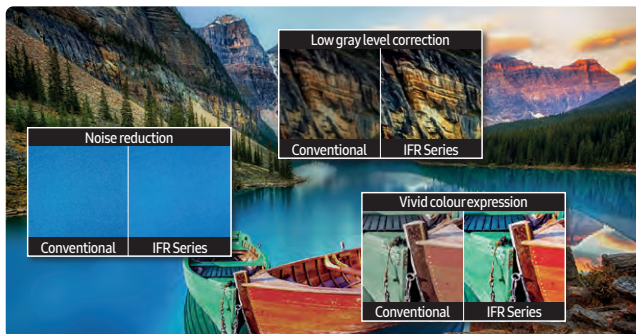 Low gray level correction
Conventional IFR Series
Noise reduction
Conventional IFR Series
Vivid colour expression
Conventional IFR Series